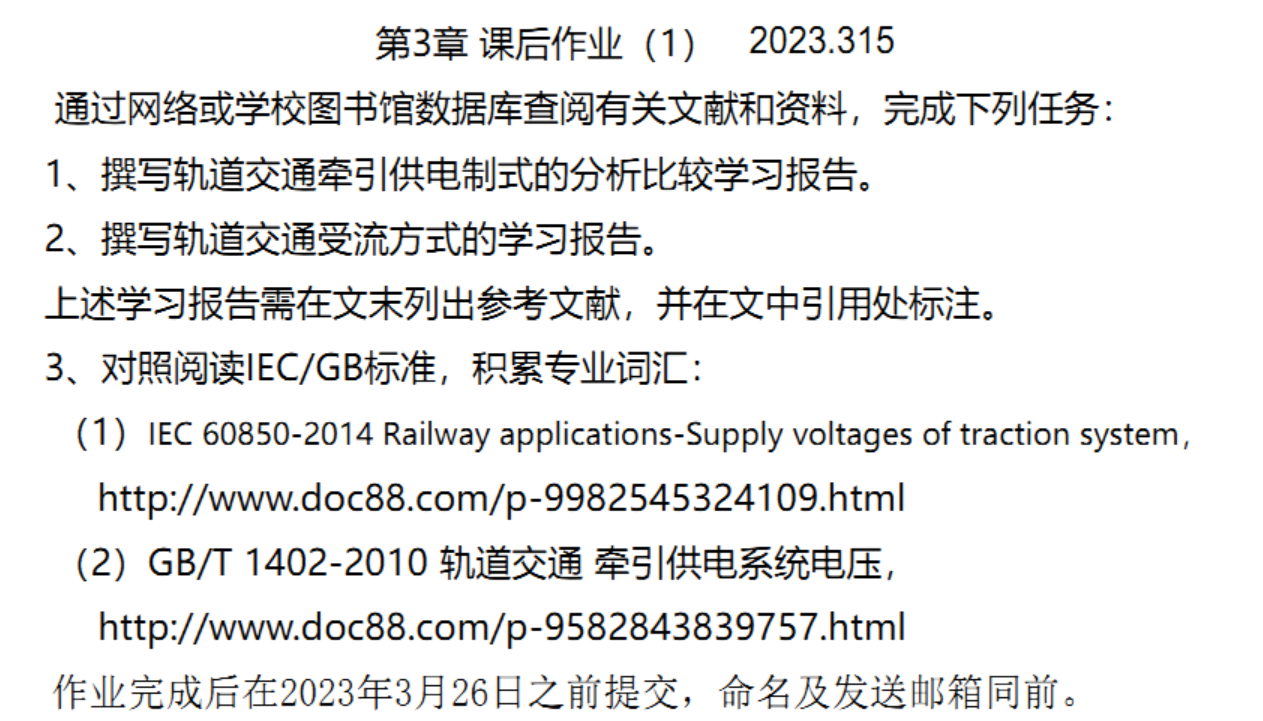 第3章 课后作业（1） 2023.315
通过网络或学校图书馆数据库查阅有关文献和资料，完成下列任务：
1、撰写轨道交通牵引供电制式的分析比较学习报告。
2、撰写轨道交通受流方式的学习报告。
上述学习报告需在文末列出参考文献，并在文中引用处标注。
3、对照阅读IEC/GB标准，积累专业词汇：
（1）IEC 60850-2014 Railway applications-Supply voltages of traction system，
http://www.doc88.com/p-9982545324109.html
（2）GB/T 1402-2010 轨道交通 牵引供电系统电压，
http://www.doc88.com/p-9582843839757.html
作业完成后在2023年3月26日之前提交，命名及发送邮箱同前。